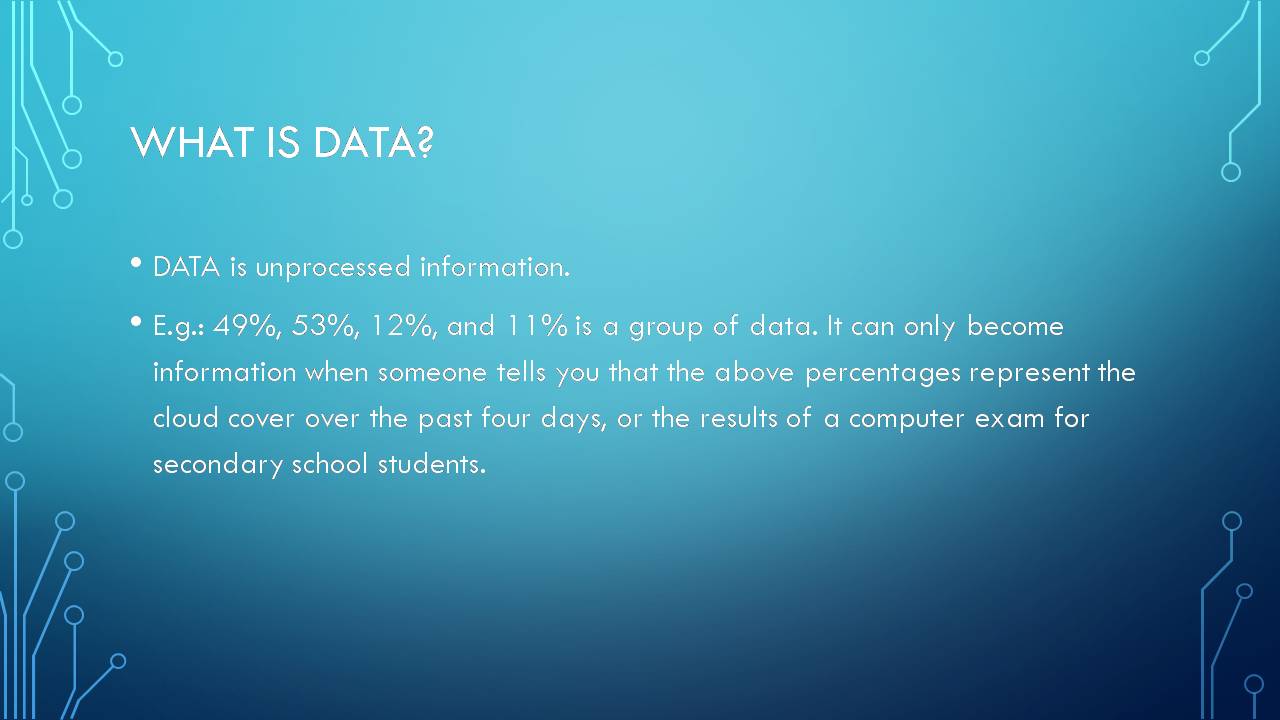 WHAT IS DATA?
• DATA is unprocessed information.
• E.g.: 49%, 53%, 12%, and 11% is a group of data. It can only become
information when someone tells you that the above percentages represent the
cloud cover over the past four days, or the results of a computer exam for
secondary school students.